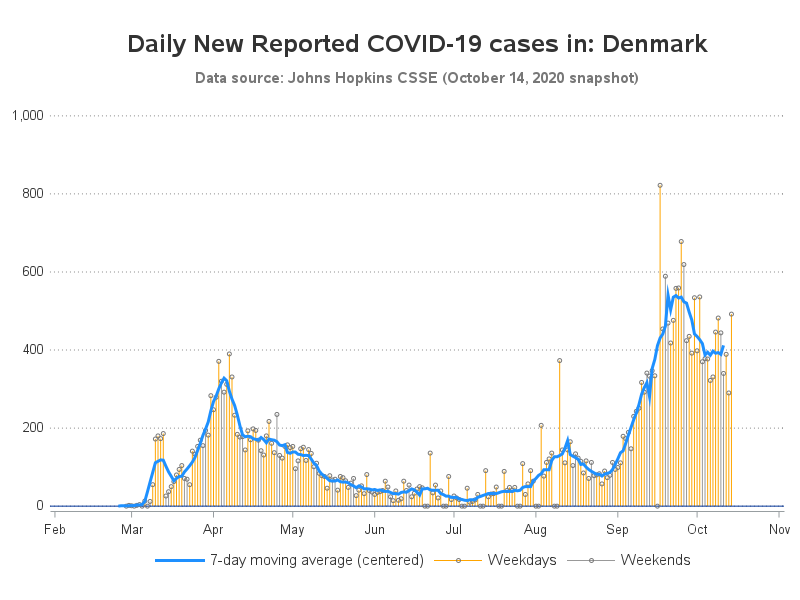 Daily New Reported COVID-19 cases in: Denmark
Data source: Johns Hopkins CSSE (October 14, 2020 snapshot)
1,000
800
600
400
200
0
Feb Mar Apr May Jun Jul Aug Sep Oct Nov
7-day moving average (centered) Weekdays Weekends